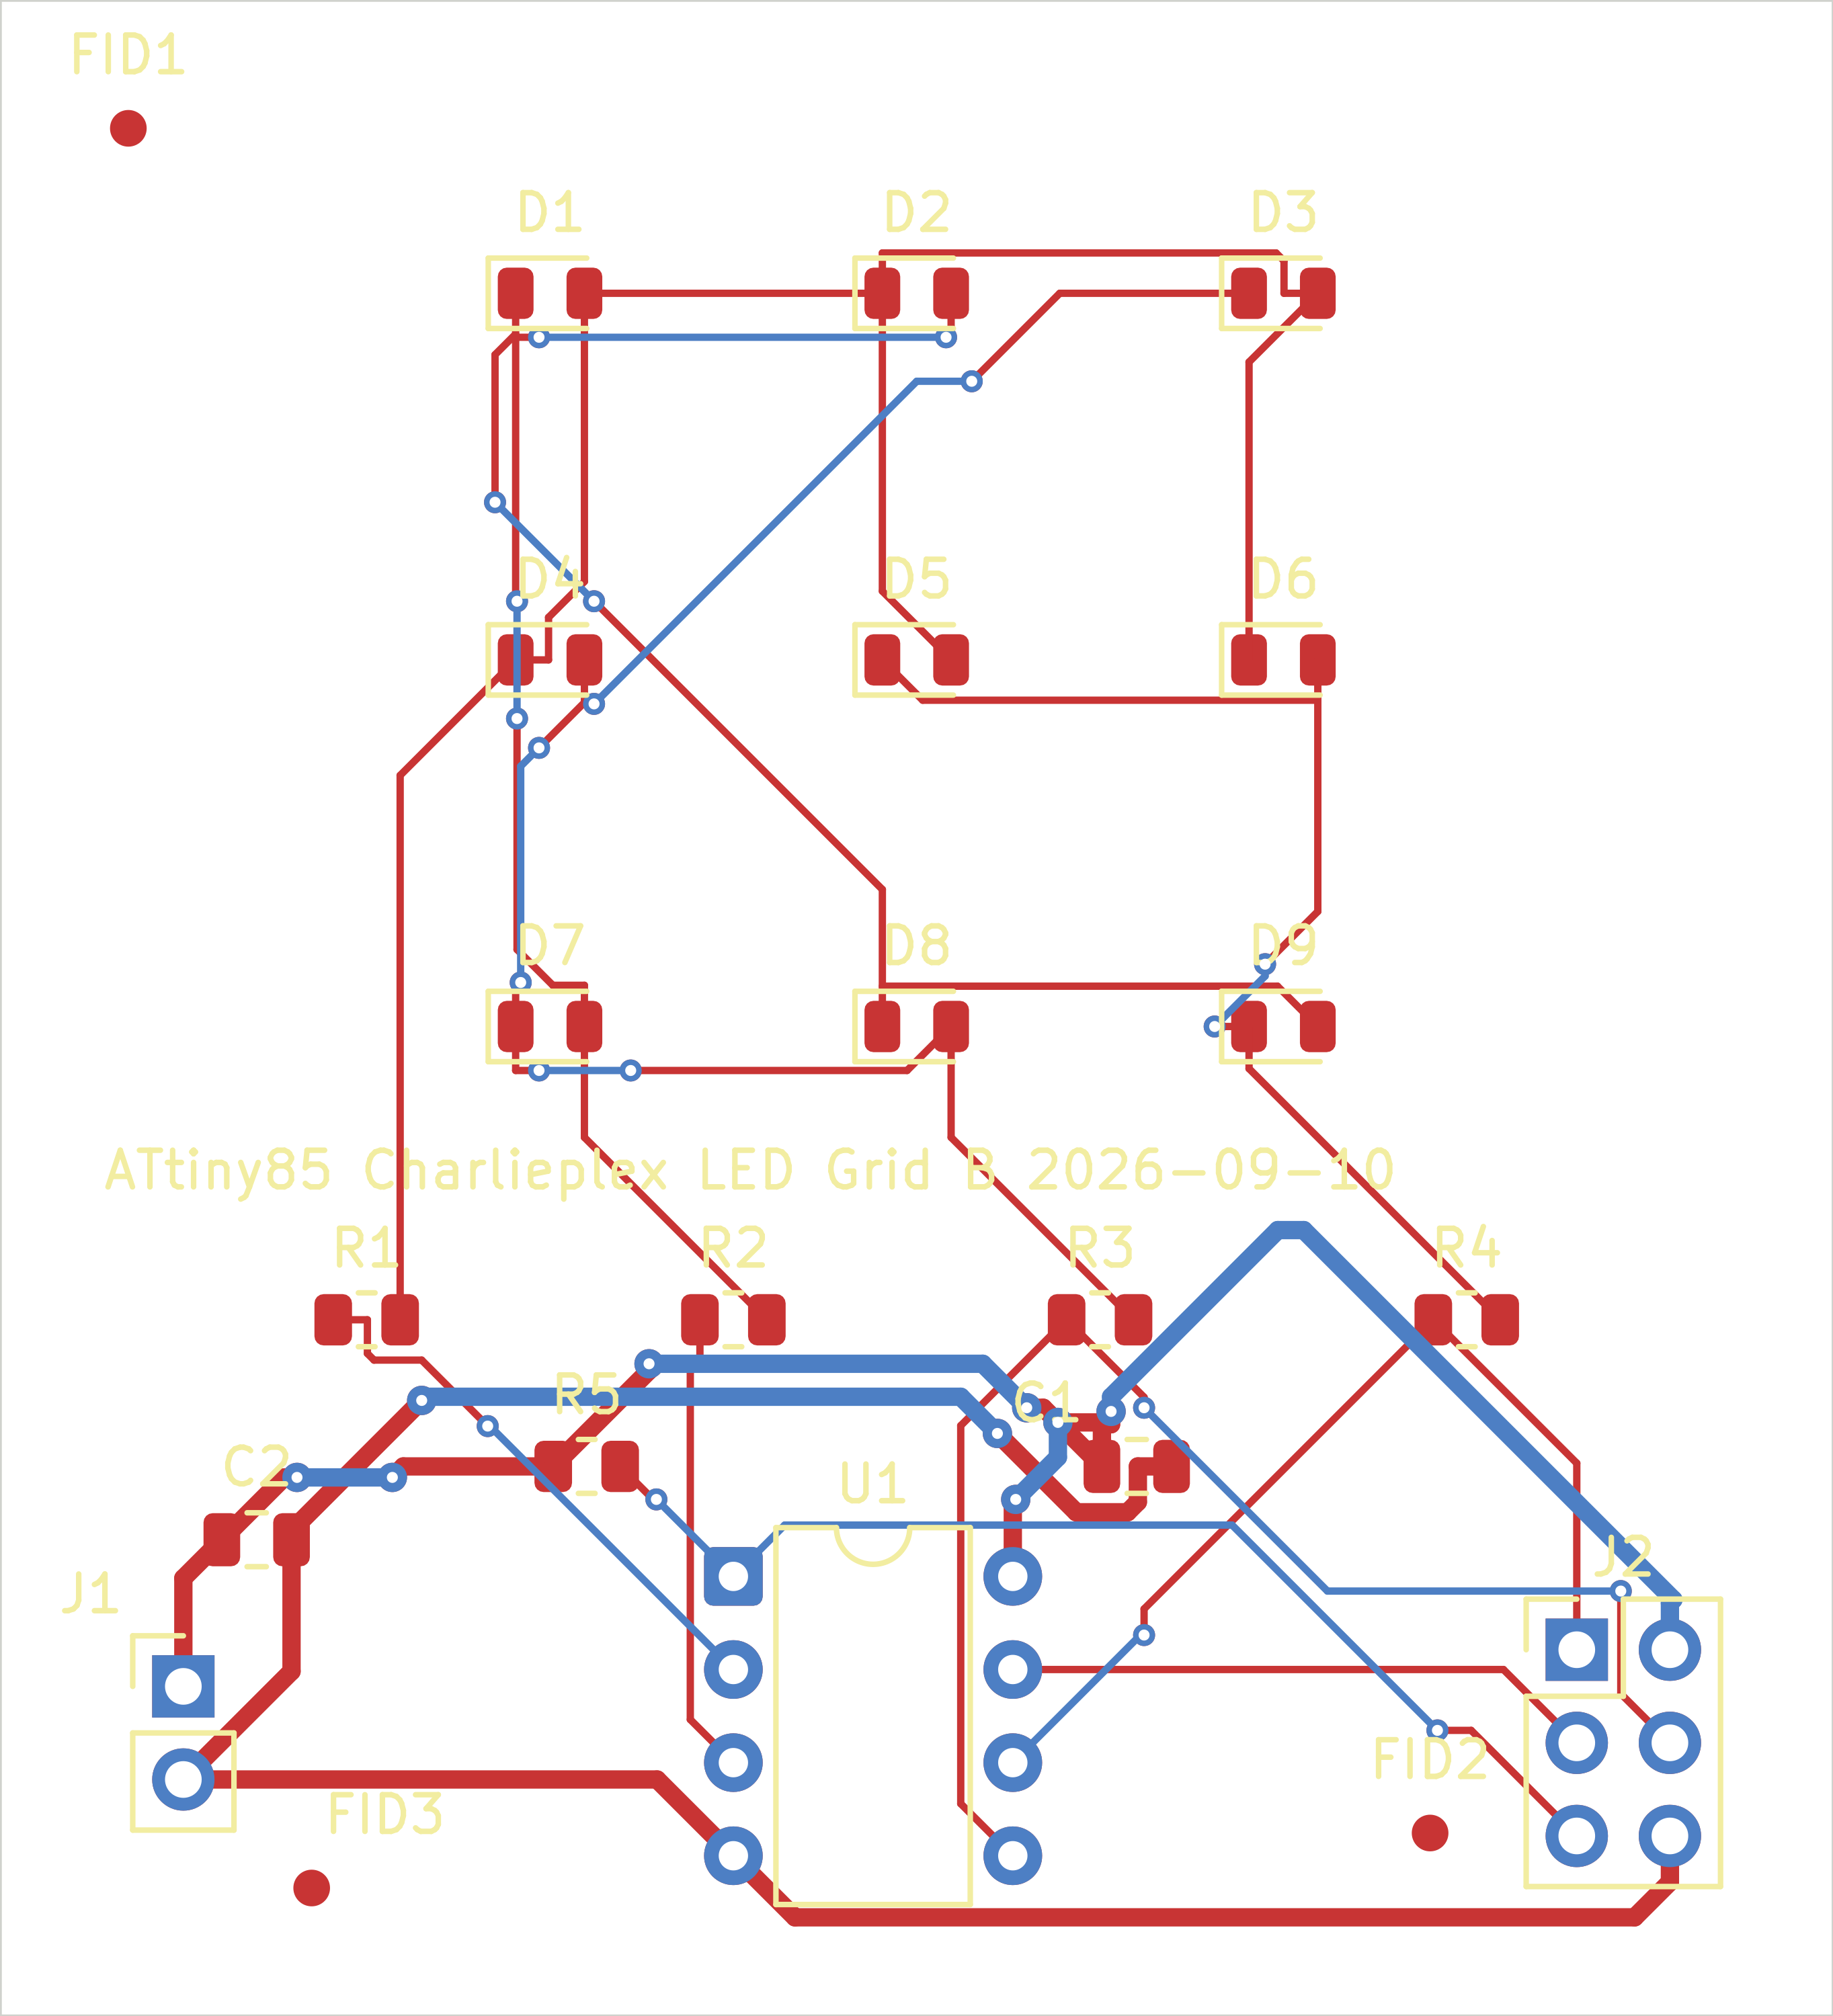 FID1
D1 D2 D3
D4 D5 D6
D7 D8 D9
ATtiny85 Charlieplex LED Grid B 2026-09-10
R1 R2 R3 R4
R5 C1
C2 U1
J2
J1
FID2
FID3